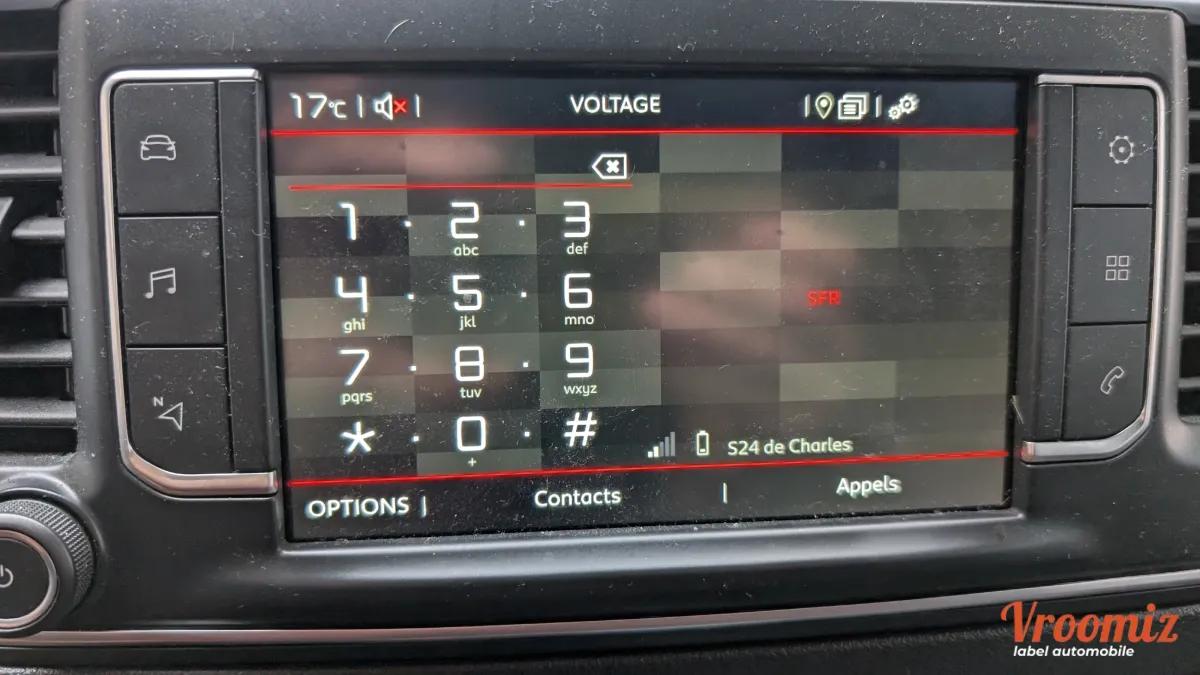 17°C | VOLTAGE
1 2 3
abc def
4 5 6
ghi jkl mno
SFR
7 8 9
pqrs tuv wxyz
* 0 #
+
S24 de Charles
OPTIONS | Contacts | Appels
N
Vroomiz
label automobile